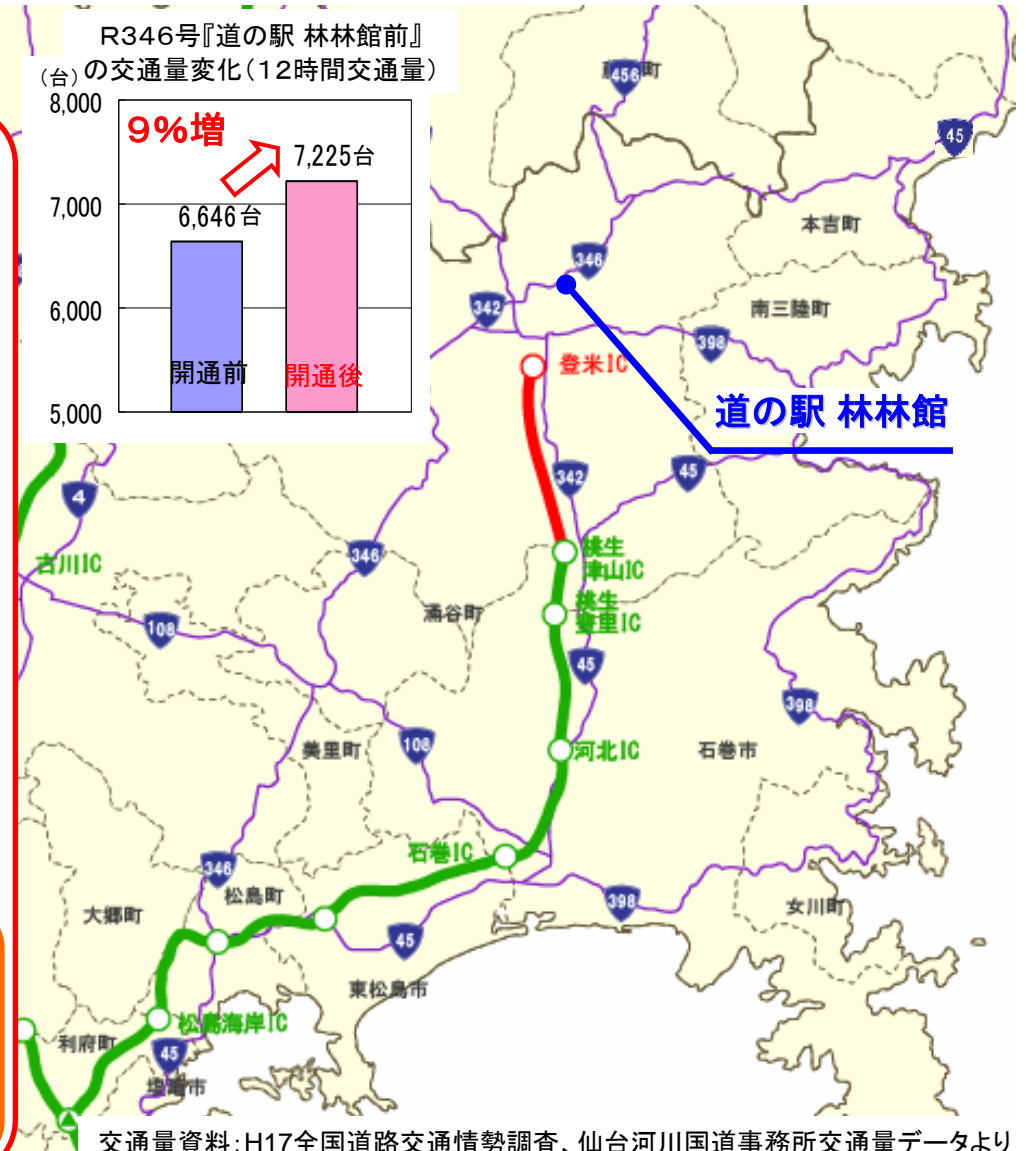 R346号『道の駅 林林館前』
(台)の交通量変化(12時間交通量)
8,000
7,000
6,000
5,000
9%増
7,225台
6,646台
開通前
開通後
456
45
本吉町
346
342
南三陸町
398
登米IC
道の駅 林林館
342
45
4
古川IC
346
桃生
津山IC
桃生
豊里IC
涌谷町
108
45
398
美里町
108
河北IC
石巻市
石巻IC
346
松島町
398
大郷町
45
女川町
東松島市
松島海岸IC
利府町
45
塩竈市
交通量資料:H17全国道路交通情勢調査、仙台河川国道事務所交通量データより